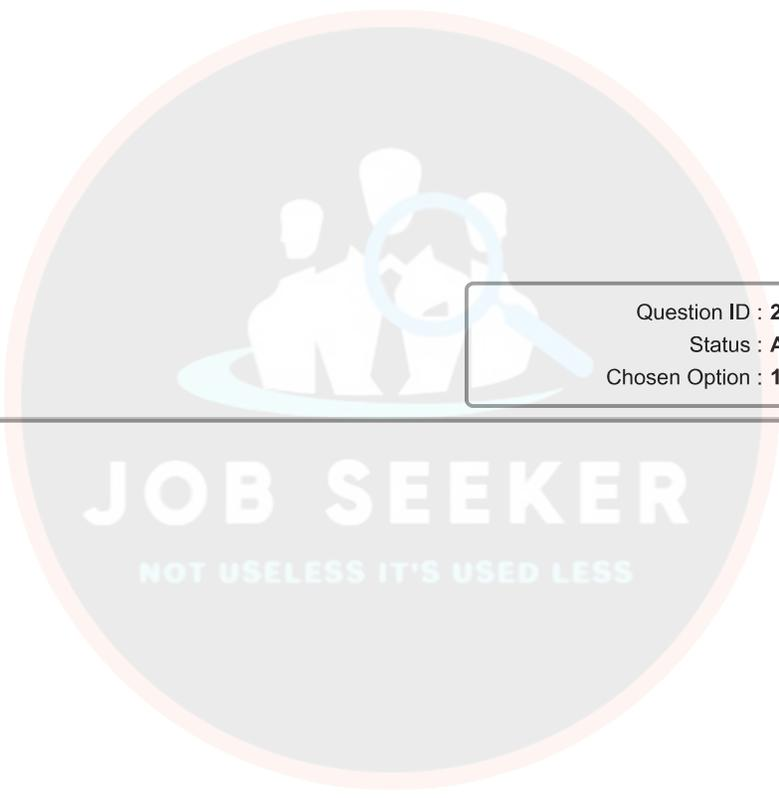 Question ID : 2
Status : A
Chosen Option : 1
JOB SEEKER
NOT USELESS IT'S USED LESS